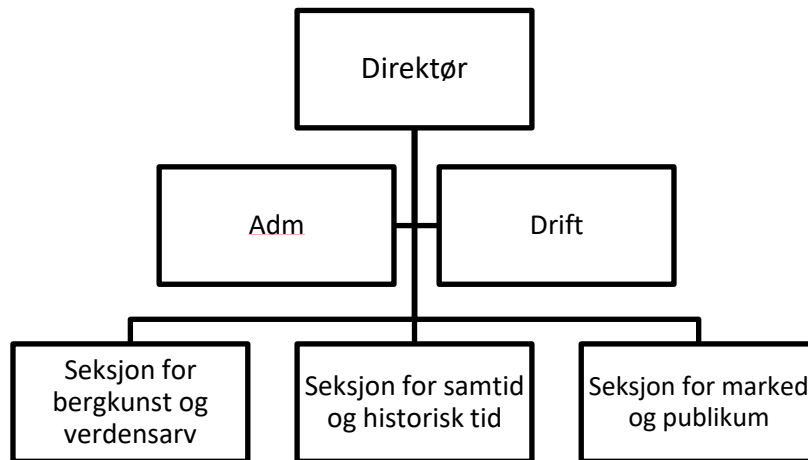 Direktør
Adm
Drift
Seksjon for
bergkunst og
verdensarv
Seksjon for samtid
og historisk tid
Seksjon for marked
og publikum